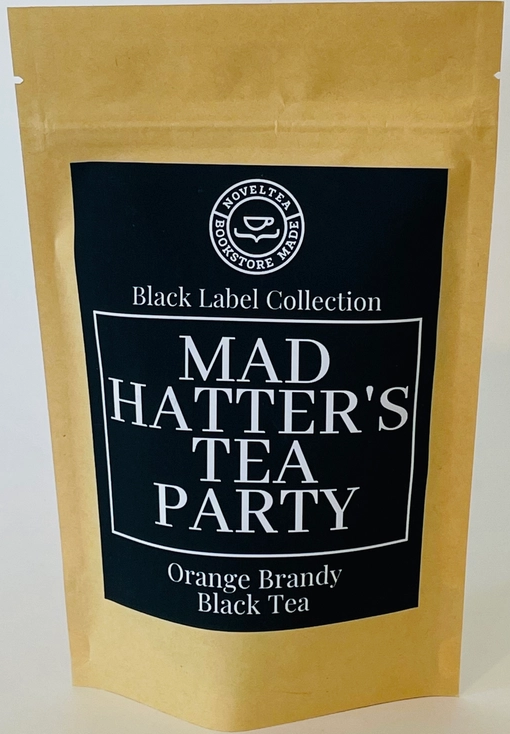 NOVELTEA
BOOKSTORE MADE
Black Label Collection
MAD
HATTER'S
TEA
PARTY
Orange Brandy
Black Tea